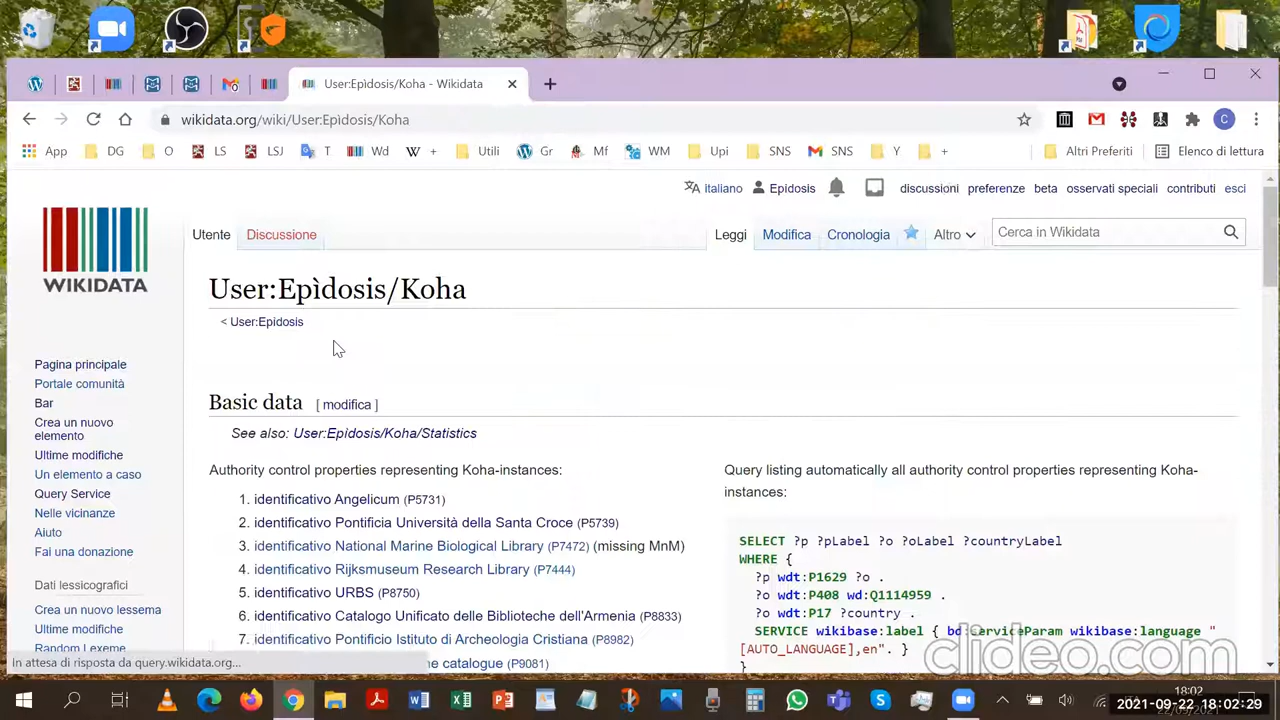 User:Epìdosis/Koha - Wikidata
wikidata.org/wiki/User:Epìdosis/Koha
App DG O LS LSJ T Wd + Utili Gr Mf WM Upi SNS SNS Y + Altri Preferiti Elenco di lettura
italiano Epìdosis discussioni preferenze beta osservati speciali contributi esci
WIKIDATA
Utente Discussione Leggi Modifica Cronologia Altro Cerca in Wikidata
User:Epìdosis/Koha
< User:Epìdosis
Pagina principale
Portale comunità
Bar
Crea un nuovo
elemento
Ultime modifiche
Un elemento a caso
Query Service
Nelle vicinanze
Aiuto
Fai una donazione
Dati lessicografici
Crea un nuovo lessema
Ultime modifiche
Random Lexeme
Basic data [ modifica ]
See also: User:Epìdosis/Koha/Statistics
Authority control properties representing Koha-instances:
1. identificativo Angelicum (P5731)
2. identificativo Pontificia Università della Santa Croce (P5739)
3. identificativo National Marine Biological Library (P7472) (missing MnM)
4. identificativo Rijksmuseum Research Library (P7444)
5. identificativo URBS (P8750)
6. identificativo Catalogo Unificato delle Biblioteche dell'Armenia (P8833)
7. identificativo Pontificio Istituto di Archeologia Cristiana (P8982)
ne catalogue (P9081)
Query listing automatically all authority control properties representing Koha-
instances:
SELECT ?p ?pLabel ?o ?oLabel ?countryLabel
WHERE {
?p wdt:P1629 ?o .
?o wdt:P408 wd:Q1114959 .
?o wdt:P17 ?country .
SERVICE wikibase:label { bd:serviceParam wikibase:language "
[AUTO_LANGUAGE],en". }
}
In attesa di risposta da query.wikidata.org...
clideo.com
18:02
2021-09-22 18:02:29